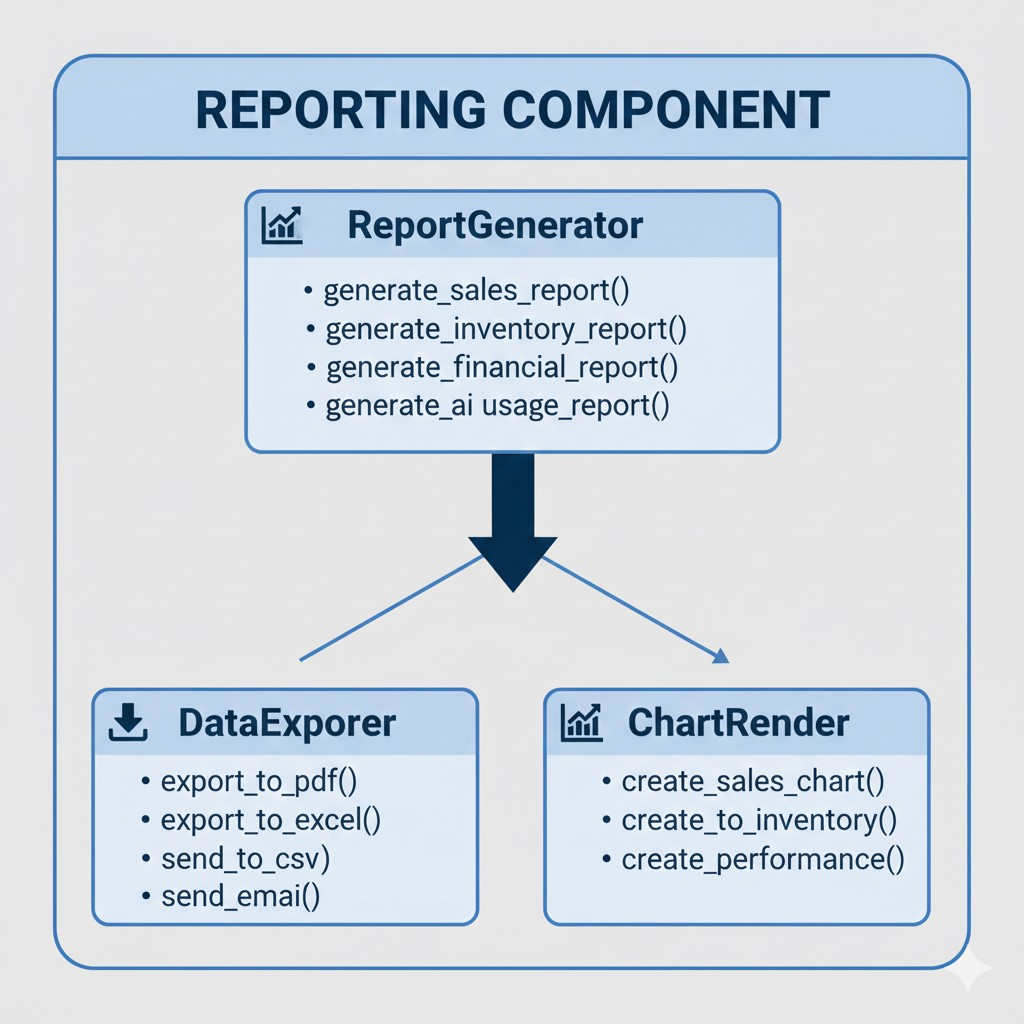 REPORTING COMPONENT
ReportGenerator
• generate_sales_report()
• generate_inventory_report()
• generate_financial_report()
• generate_ai usage_report()
DataExporer
• export_to_pdf()
• export_to_excel()
• send_to_csv)
• send_emai()
ChartRender
• create_sales_chart()
• create_to_inventory()
• create_performance()